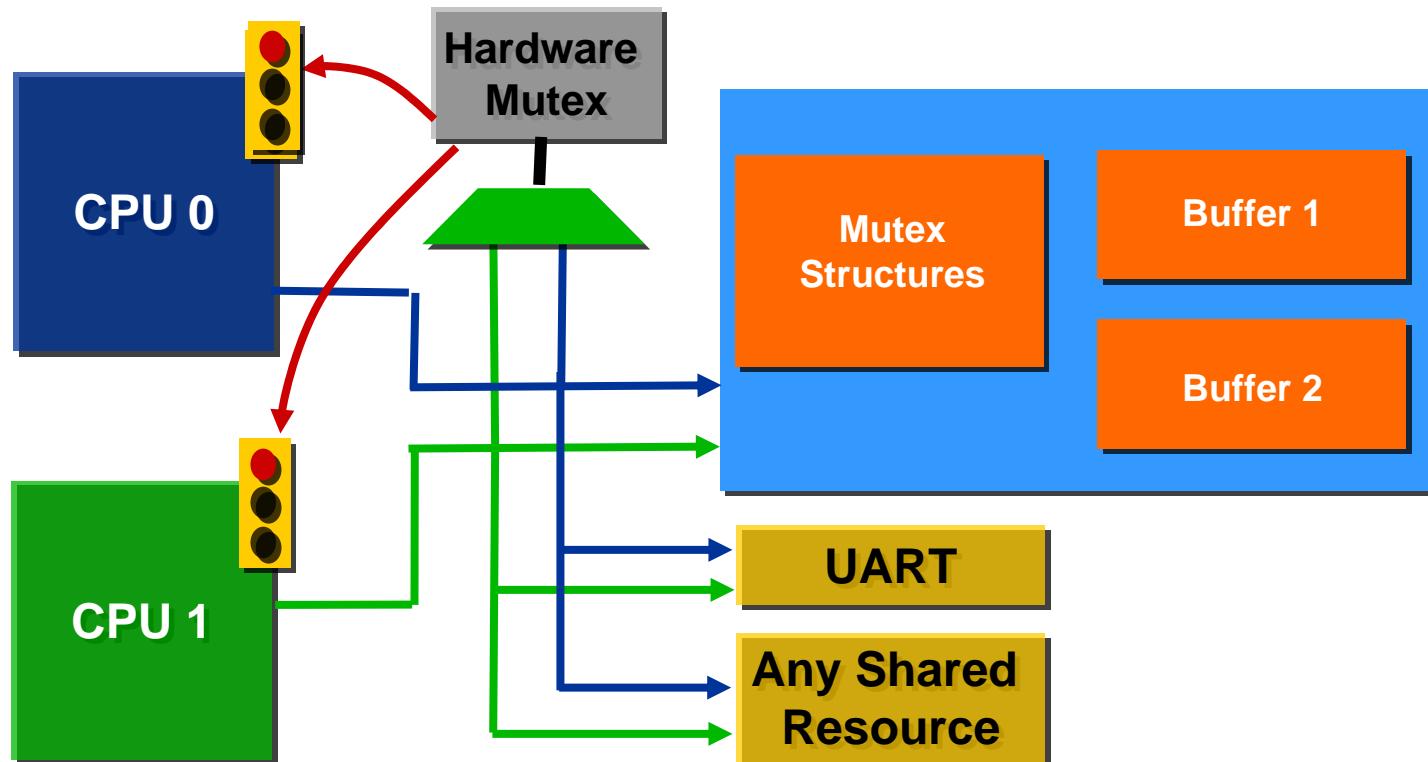 Hardware
Mutex
CPU 0
Mutex
Structures
Buffer 1
Buffer 2
CPU 1
UART
Any Shared
Resource